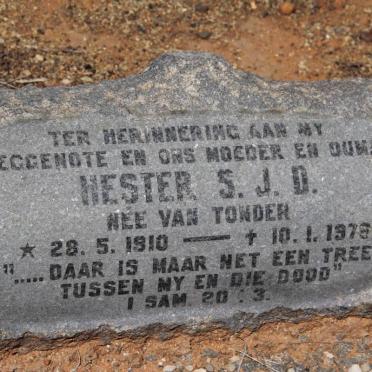 TER HERINNERING AAN MY
EGGENOTE EN ONS MOEDER EN OUMA
HESTER S. J. D.
NEE VAN TONDER
* 28. 5. 1910 — † 10. 1. 1978
"..... DAAR IS MAAR NET EEN TREE
TUSSEN MY EN DIE DOOD"
1 SAM 20 : 3.